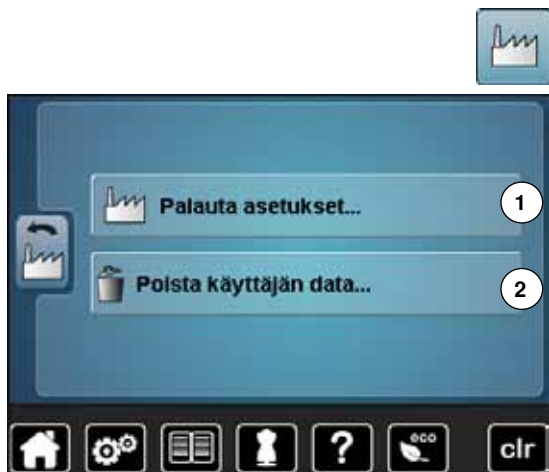 Palauta asetukset...
1
Poista käyttäjän data...
2
? eco clr